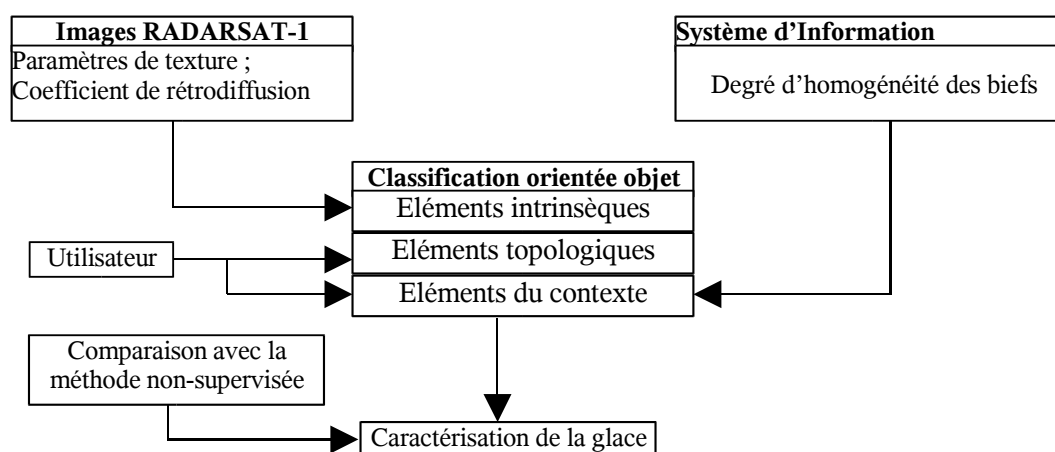 Images RADARSAT-1
Paramètres de texture ;
Coefficient de rétrodiffusion
Système d’Information
Degré d’homogénéité des biefs
Classification orientée objet
Eléments intrinsèques
Eléments topologiques
Eléments du contexte
Utilisateur
Comparaison avec la
méthode non-supervisée
Caractérisation de la glace